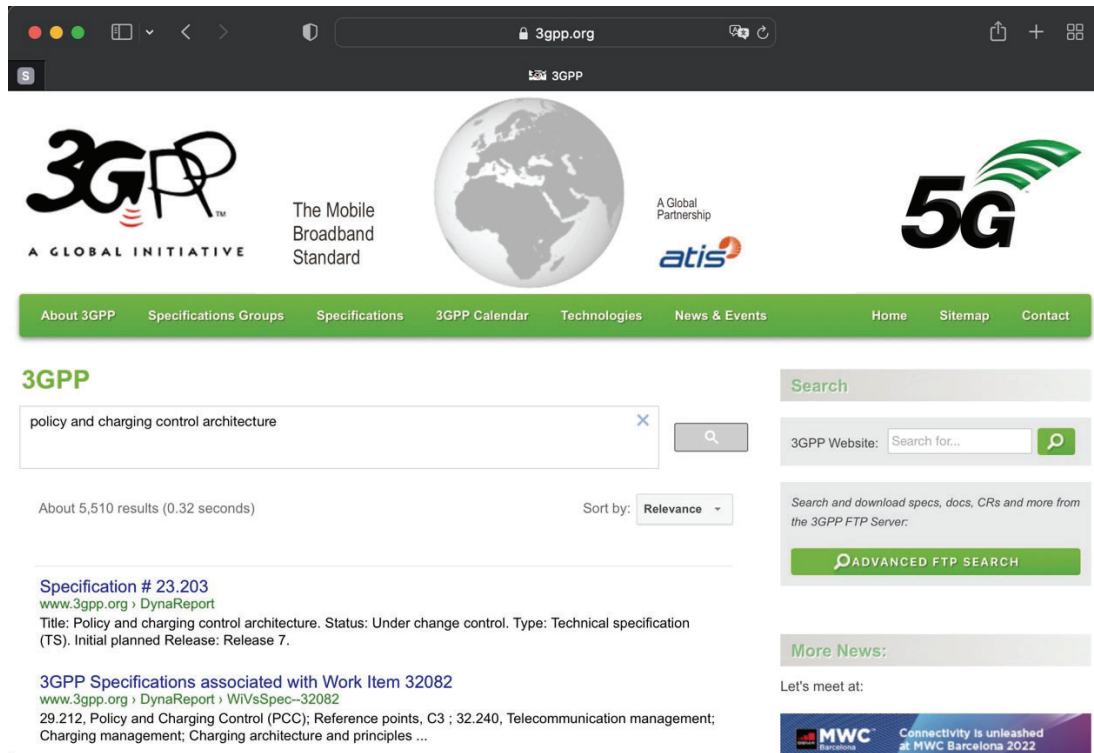 3gpp.org
S
3GPP
3GPP™
A GLOBAL INITIATIVE
The Mobile
Broadband
Standard
A Global
Partnership
atis
5G
About 3GPP Specifications Groups Specifications 3GPP Calendar Technologies News & Events Home Sitemap Contact
3GPP
policy and charging control architecture
About 5,510 results (0.32 seconds)
Sort by: Relevance
Specification # 23.203
www.3gpp.org › DynaReport
Title: Policy and charging control architecture. Status: Under change control. Type: Technical specification
(TS). Initial planned Release: Release 7.
3GPP Specifications associated with Work Item 32082
www.3gpp.org › DynaReport › WiVsSpec--32082
29.212, Policy and Charging Control (PCC); Reference points, C3 ; 32.240, Telecommunication management;
Charging management; Charging architecture and principles ...
Search
3GPP Website: Search for...
Search and download specs, docs, CRs and more from
the 3GPP FTP Server:
ADVANCED FTP SEARCH
More News:
Let's meet at:
GSMA MWC Barcelona
Connectivity is unleashed
at MWC Barcelona 2022